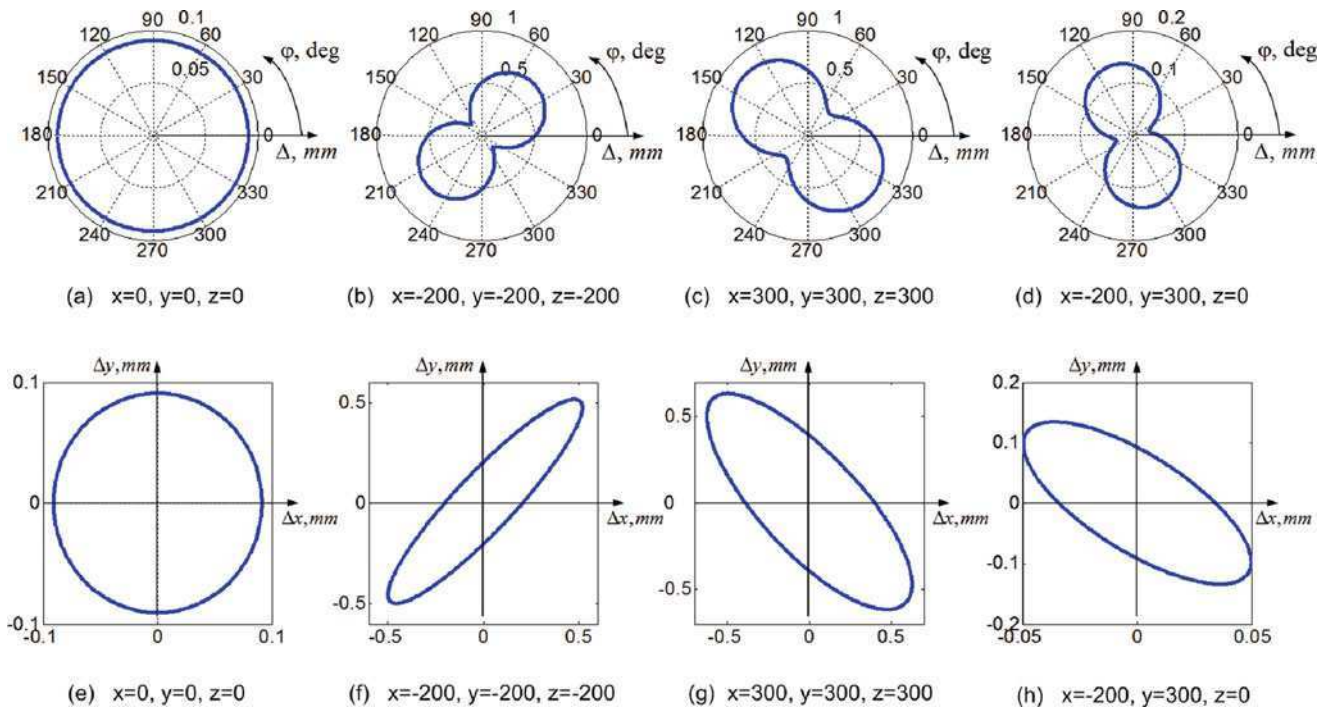 90 0.1
120 60
φ, deg
150 0.05 30
180 0
Δ, mm
210 330
240 300
270
(a) x=0, y=0, z=0
90 1
120 60
φ, deg
150 0.5 30
180 0
Δ, mm
210 330
240 300
270
(b) x=-200, y=-200, z=-200
90 1
120 60
φ, deg
150 0.5 30
180 0
Δ, mm
210 330
240 300
270
(c) x=300, y=300, z=300
90 0.2
120 60
φ, deg
150 0.1 30
180 0
Δ, mm
210 330
240 300
270
(d) x=-200, y=300, z=0
Δy, mm
0.1
0
Δx, mm
-0.1
-0.1 0 0.1
(e) x=0, y=0, z=0
Δy, mm
0.5
0
Δx, mm
-0.5
-0.5 0 0.5
(f) x=-200, y=-200, z=-200
Δy, mm
0.5
0
Δx, mm
-0.5
-0.5 0 0.5
(g) x=300, y=300, z=300
Δy, mm
0.2
0.1
0
Δx, mm
-0.1
-0.2
-0.05 0 0.05
(h) x=-200, y=300, z=0